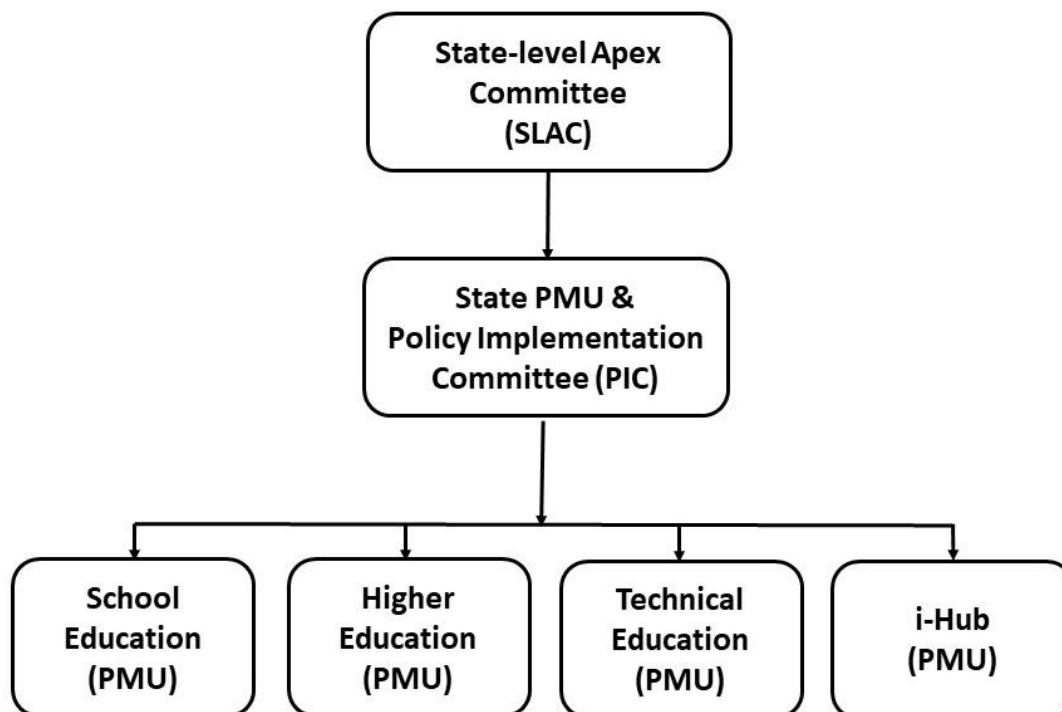 State-level Apex
Committee
(SLAC)
State PMU &
Policy Implementation
Committee (PIC)
School
Education
(PMU)
Higher
Education
(PMU)
Technical
Education
(PMU)
i-Hub
(PMU)